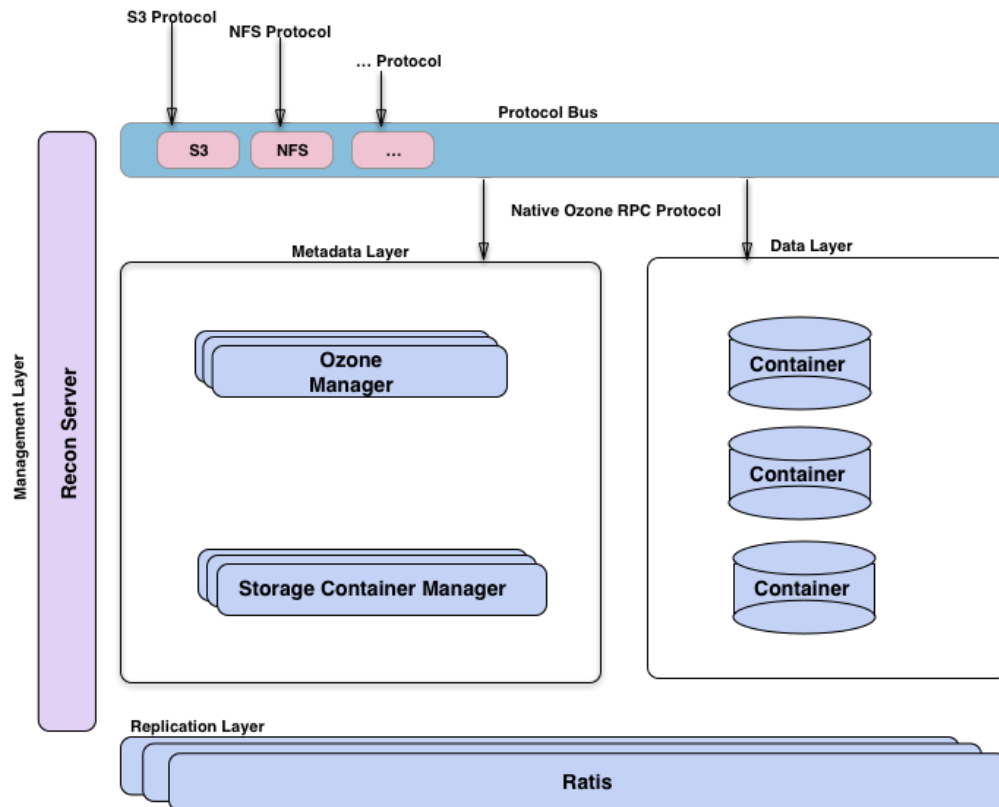 S3 Protocol
NFS Protocol
... Protocol
Protocol Bus
S3
NFS
...
Native Ozone RPC Protocol
Metadata Layer
Data Layer
Management Layer
Recon Server
Ozone
Manager
Storage Container Manager
Container
Container
Container
Replication Layer
Ratis